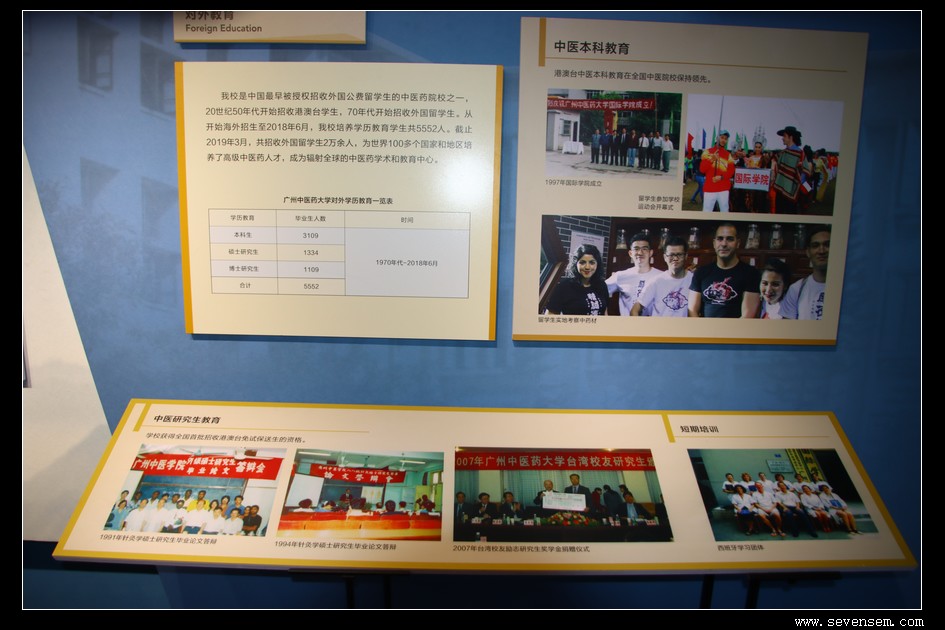 对外教育
Foreign Education
我校是中国最早被授权招收外国公费留学生的中医药院校之一，
20世纪50年代开始招收港澳台学生，70年代开始招收外国留学生。从
开始海外招生至2018年6月，我校培养学历教育学生共5552人。截止
2019年3月，共招收外国留学生2万余人，为世界100多个国家和地区培
养了高级中医药人才，成为辐射全球的中医药学术和教育中心。
广州中医药大学对外学历教育一览表
学历教育 毕业生人数 时间
本科生 3109
硕士研究生 1334
博士研究生 1109
合计 5552
1970年代-2018年6月
中医本科教育
港澳台中医本科教育在全国中医院校保持领先。
广州中医药大学国际学院成立
1997年国际学院成立
国际学院
留学生参加学校
运动会开幕式
留学生实地考察中药材
中医研究生教育
学校获得全国首批招收港澳台免试保送生的资格。
广州中医学院
毕业论文答辩会
1991年针灸学硕士研究生毕业论文答辩
论文答辩会
1994年针灸学硕士研究生毕业论文答辩
007年广州中医药大学台湾校友研究生
2007年台湾校友励志研究生奖学金捐赠仪式
短期培训
西班牙学习团体
www.sevensem.com